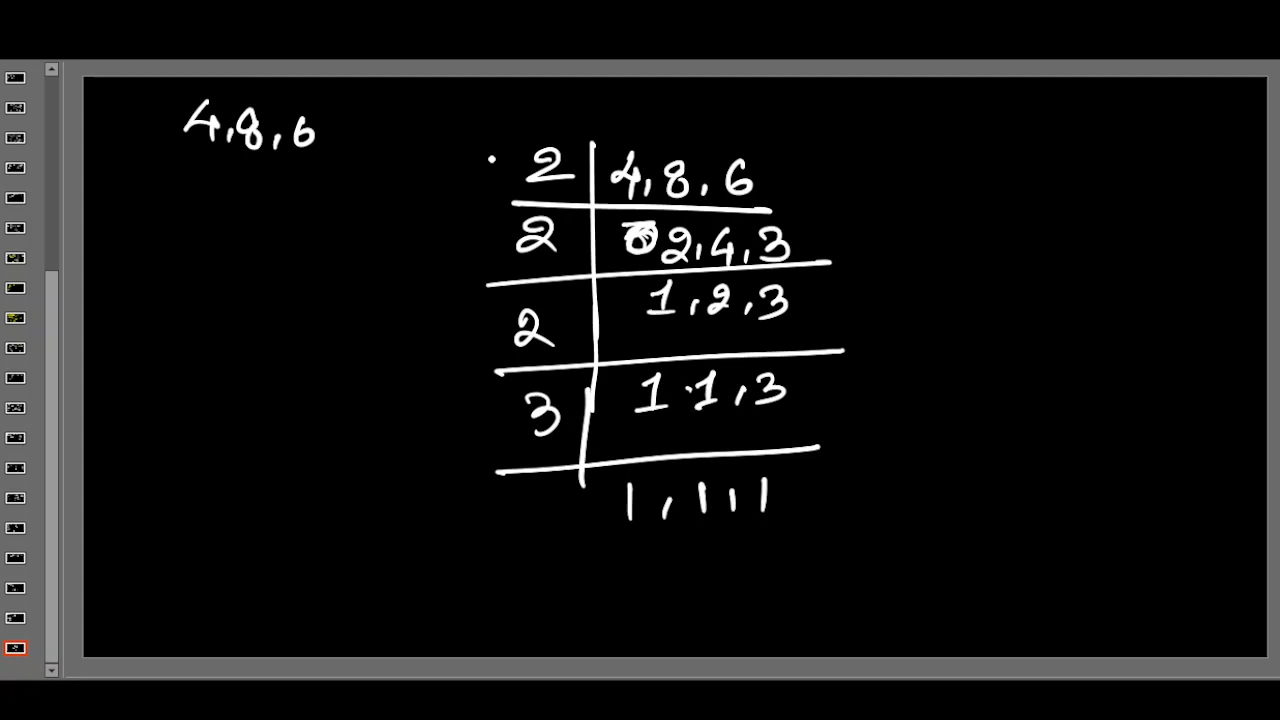 4,8,6
2 | 4,8,6
2 | 2,4,3
2 | 1,2,3
3 | 1,1,3
1,1,1